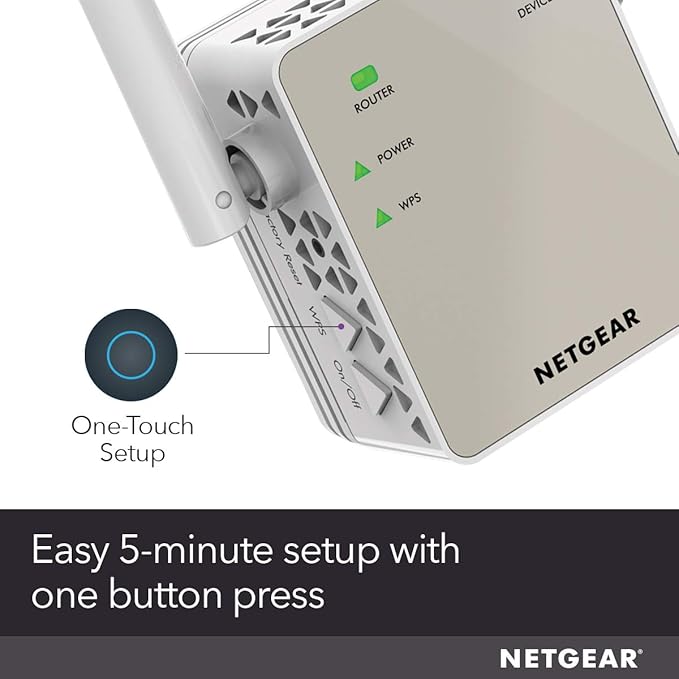 DEVICE
ROUTER
POWER
WPS
Factory Reset
WPS
On/Off
NETGEAR
One-Touch
Setup
Easy 5-minute setup with
one button press
NETGEAR®